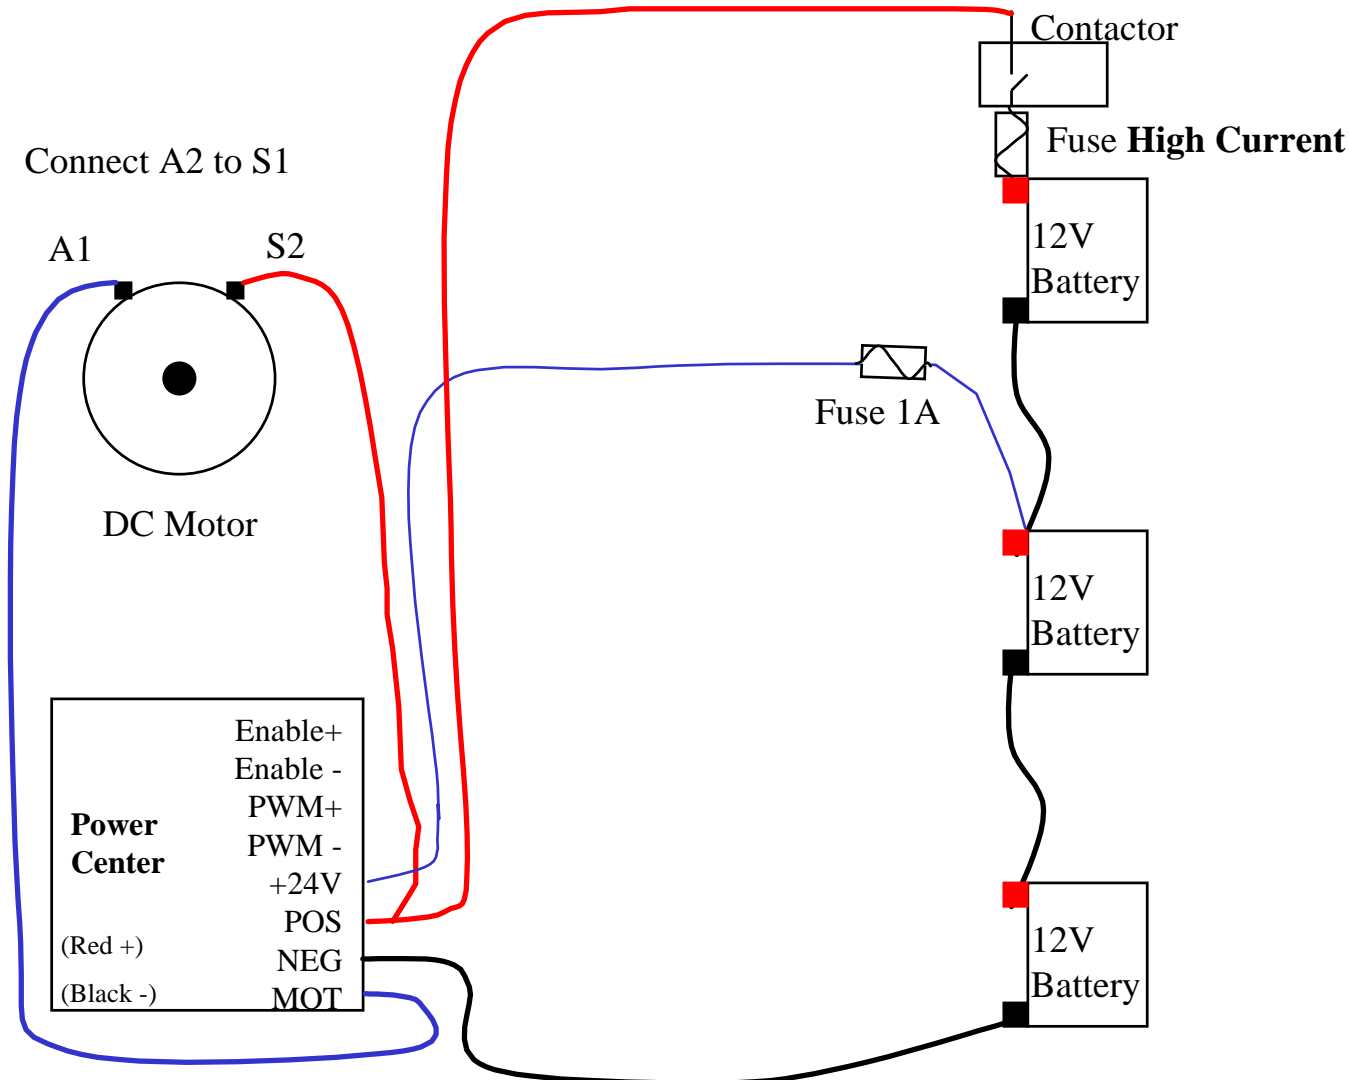 Contactor
Fuse High Current
Connect A2 to S1
A1
S2
12V
Battery
Fuse 1A
DC Motor
12V
Battery
Enable+
Enable -
PWM+
PWM -
+24V
POS
NEG
MOT
Power
Center
(Red +)
(Black -)
12V
Battery